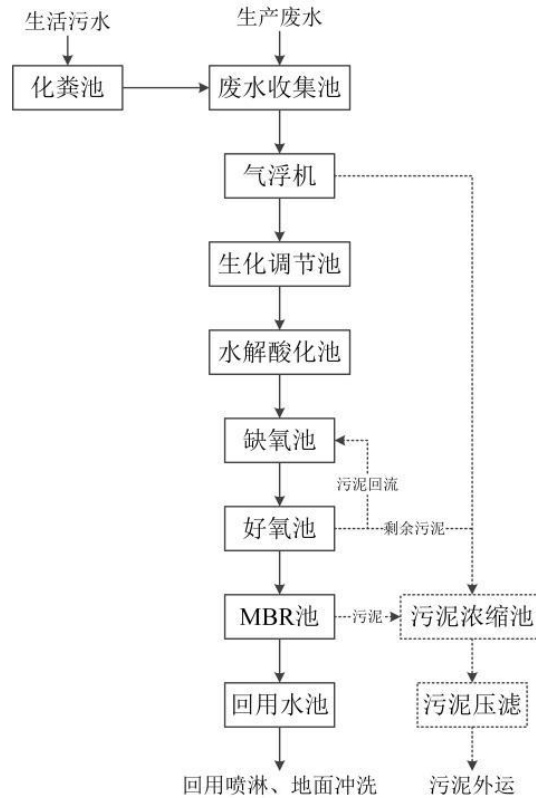 生活污水
生产废水
化粪池
废水收集池
气浮机
生化调节池
水解酸化池
缺氧池
污泥回流
好氧池
剩余污泥
MBR池
污泥
污泥浓缩池
回用水池
污泥压滤
回用喷淋、地面冲洗
污泥外运